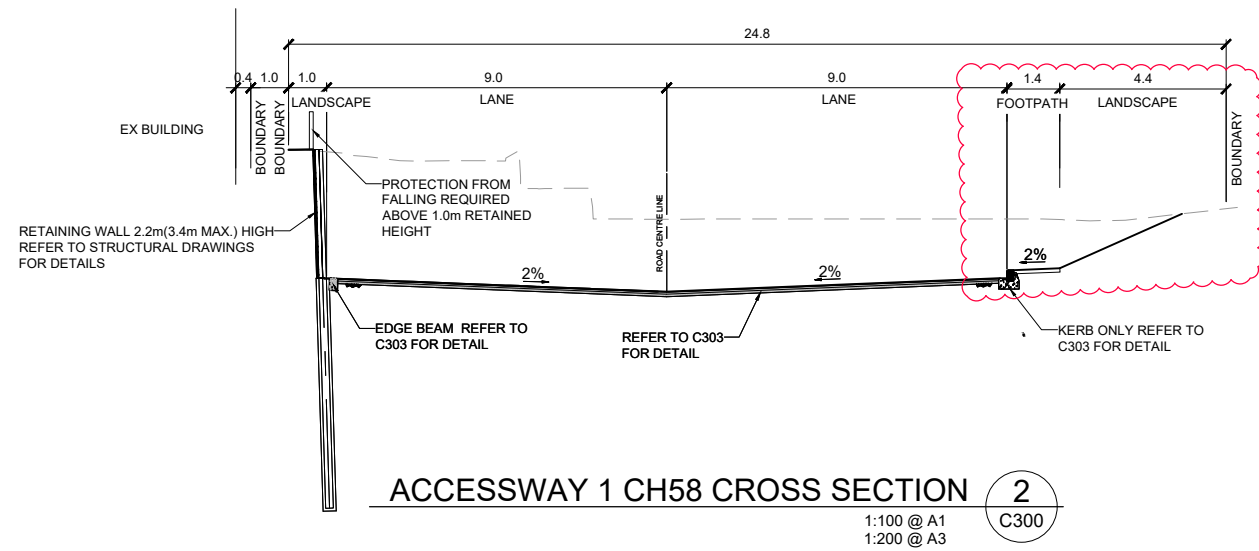 24.8
0.4 1.0 1.0 9.0 9.0 1.4 4.4
LANDSCAPE LANE LANE FOOTPATH LANDSCAPE
EX BUILDING
BOUNDARY
BOUNDARY
BOUNDARY
PROTECTION FROM
FALLING REQUIRED
ABOVE 1.0m RETAINED
HEIGHT
ROAD CENTRE LINE
RETAINING WALL 2.2m(3.4m MAX.) HIGH
REFER TO STRUCTURAL DRAWINGS
FOR DETAILS
2%
2%
2%
EDGE BEAM REFER TO
C303 FOR DETAIL
REFER TO C303
FOR DETAIL
KERB ONLY REFER TO
C303 FOR DETAIL
ACCESSWAY 1 CH58 CROSS SECTION
2
C300
1:100 @ A1
1:200 @ A3